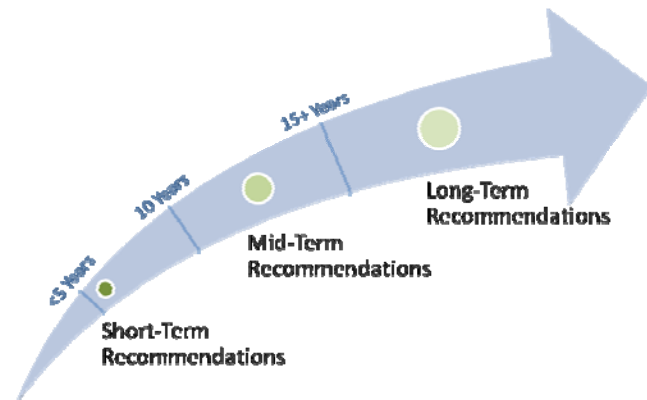 <5 Years
Short-Term
Recommendations
10 Years
Mid-Term
Recommendations
15+ Years
Long-Term
Recommendations